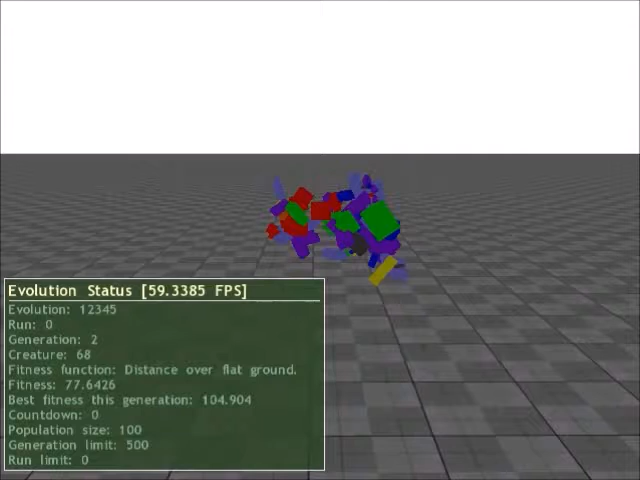 Evolution Status [59.3385 FPS]
Evolution: 12345
Run: 0
Generation: 2
Creature: 68
Fitness function: Distance over flat ground.
Fitness: 77.6426
Best fitness this generation: 104.904
Countdown: 0
Population size: 100
Generation limit: 500
Run limit: 0